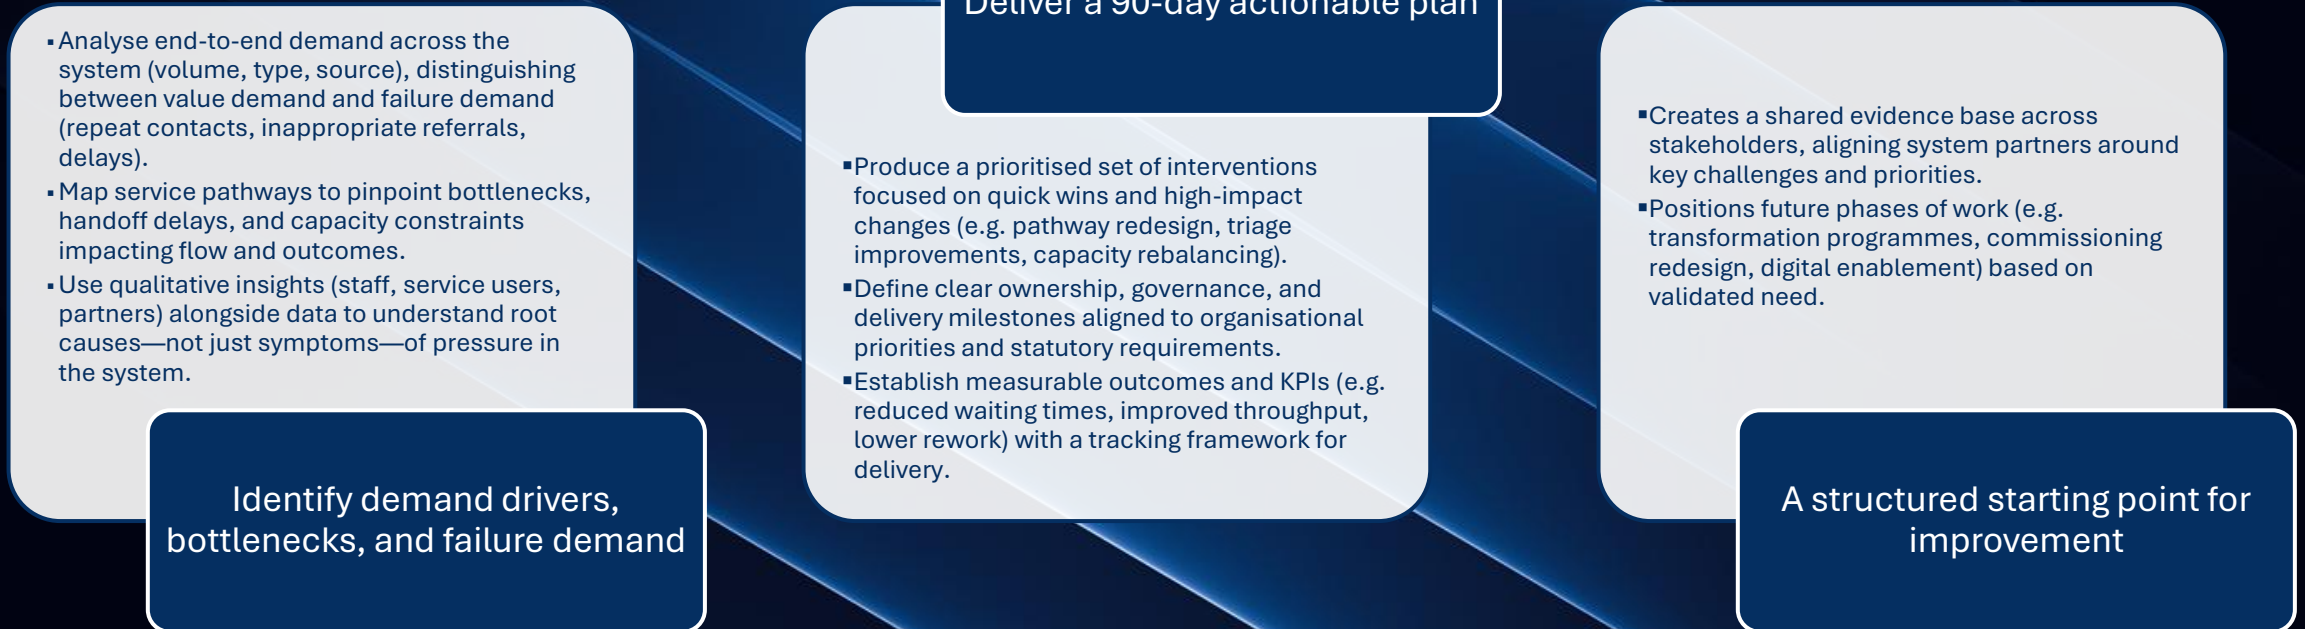 ▪Analyse end-to-end demand across the
system (volume, type, source), distinguishing
between value demand and failure demand
(repeat contacts, inappropriate referrals,
delays).
▪Map service pathways to pinpoint bottlenecks,
handoff delays, and capacity constraints
impacting flow and outcomes.
▪Use qualitative insights (staff, service users,
partners) alongside data to understand root
causes—not just symptoms—of pressure in
the system.
Identify demand drivers,
bottlenecks, and failure demand
Deliver a 90-day actionable plan
▪Produce a prioritised set of interventions
focused on quick wins and high-impact
changes (e.g. pathway redesign, triage
improvements, capacity rebalancing).
▪Define clear ownership, governance, and
delivery milestones aligned to organisational
priorities and statutory requirements.
▪Establish measurable outcomes and KPIs (e.g.
reduced waiting times, improved throughput,
lower rework) with a tracking framework for
delivery.
▪Creates a shared evidence base across
stakeholders, aligning system partners around
key challenges and priorities.
▪Positions future phases of work (e.g.
transformation programmes, commissioning
redesign, digital enablement) based on
validated need.
A structured starting point for
improvement